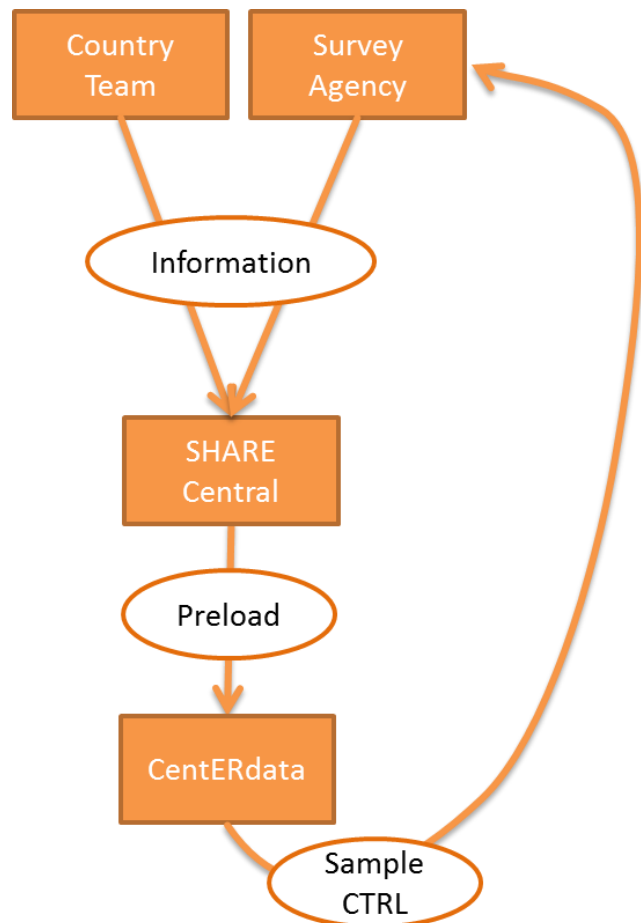 Country
Team
Survey
Agency
Information
SHARE
Central
Preload
CentERdata
Sample
CTRL